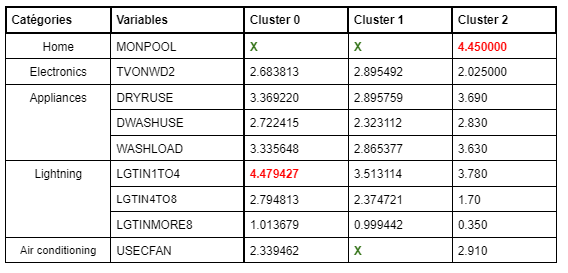 Catégories Variables Cluster 0 Cluster 1 Cluster 2
Home MONPOOL X X 4.450000
Electronics TVONWD2 2.683813 2.895492 2.025000
Appliances DRYRUSE 3.369220 2.895759 3.690
DWASHUSE 2.722415 2.323112 2.830
WASHLOAD 3.335648 2.865377 3.630
Lightning LGTIN1TO4 4.479427 3.513114 3.780
LGTIN4TO8 2.794813 2.374721 1.70
LGTINMORE8 1.013679 0.999442 0.350
Air conditioning USECFAN 2.339462 X 2.910